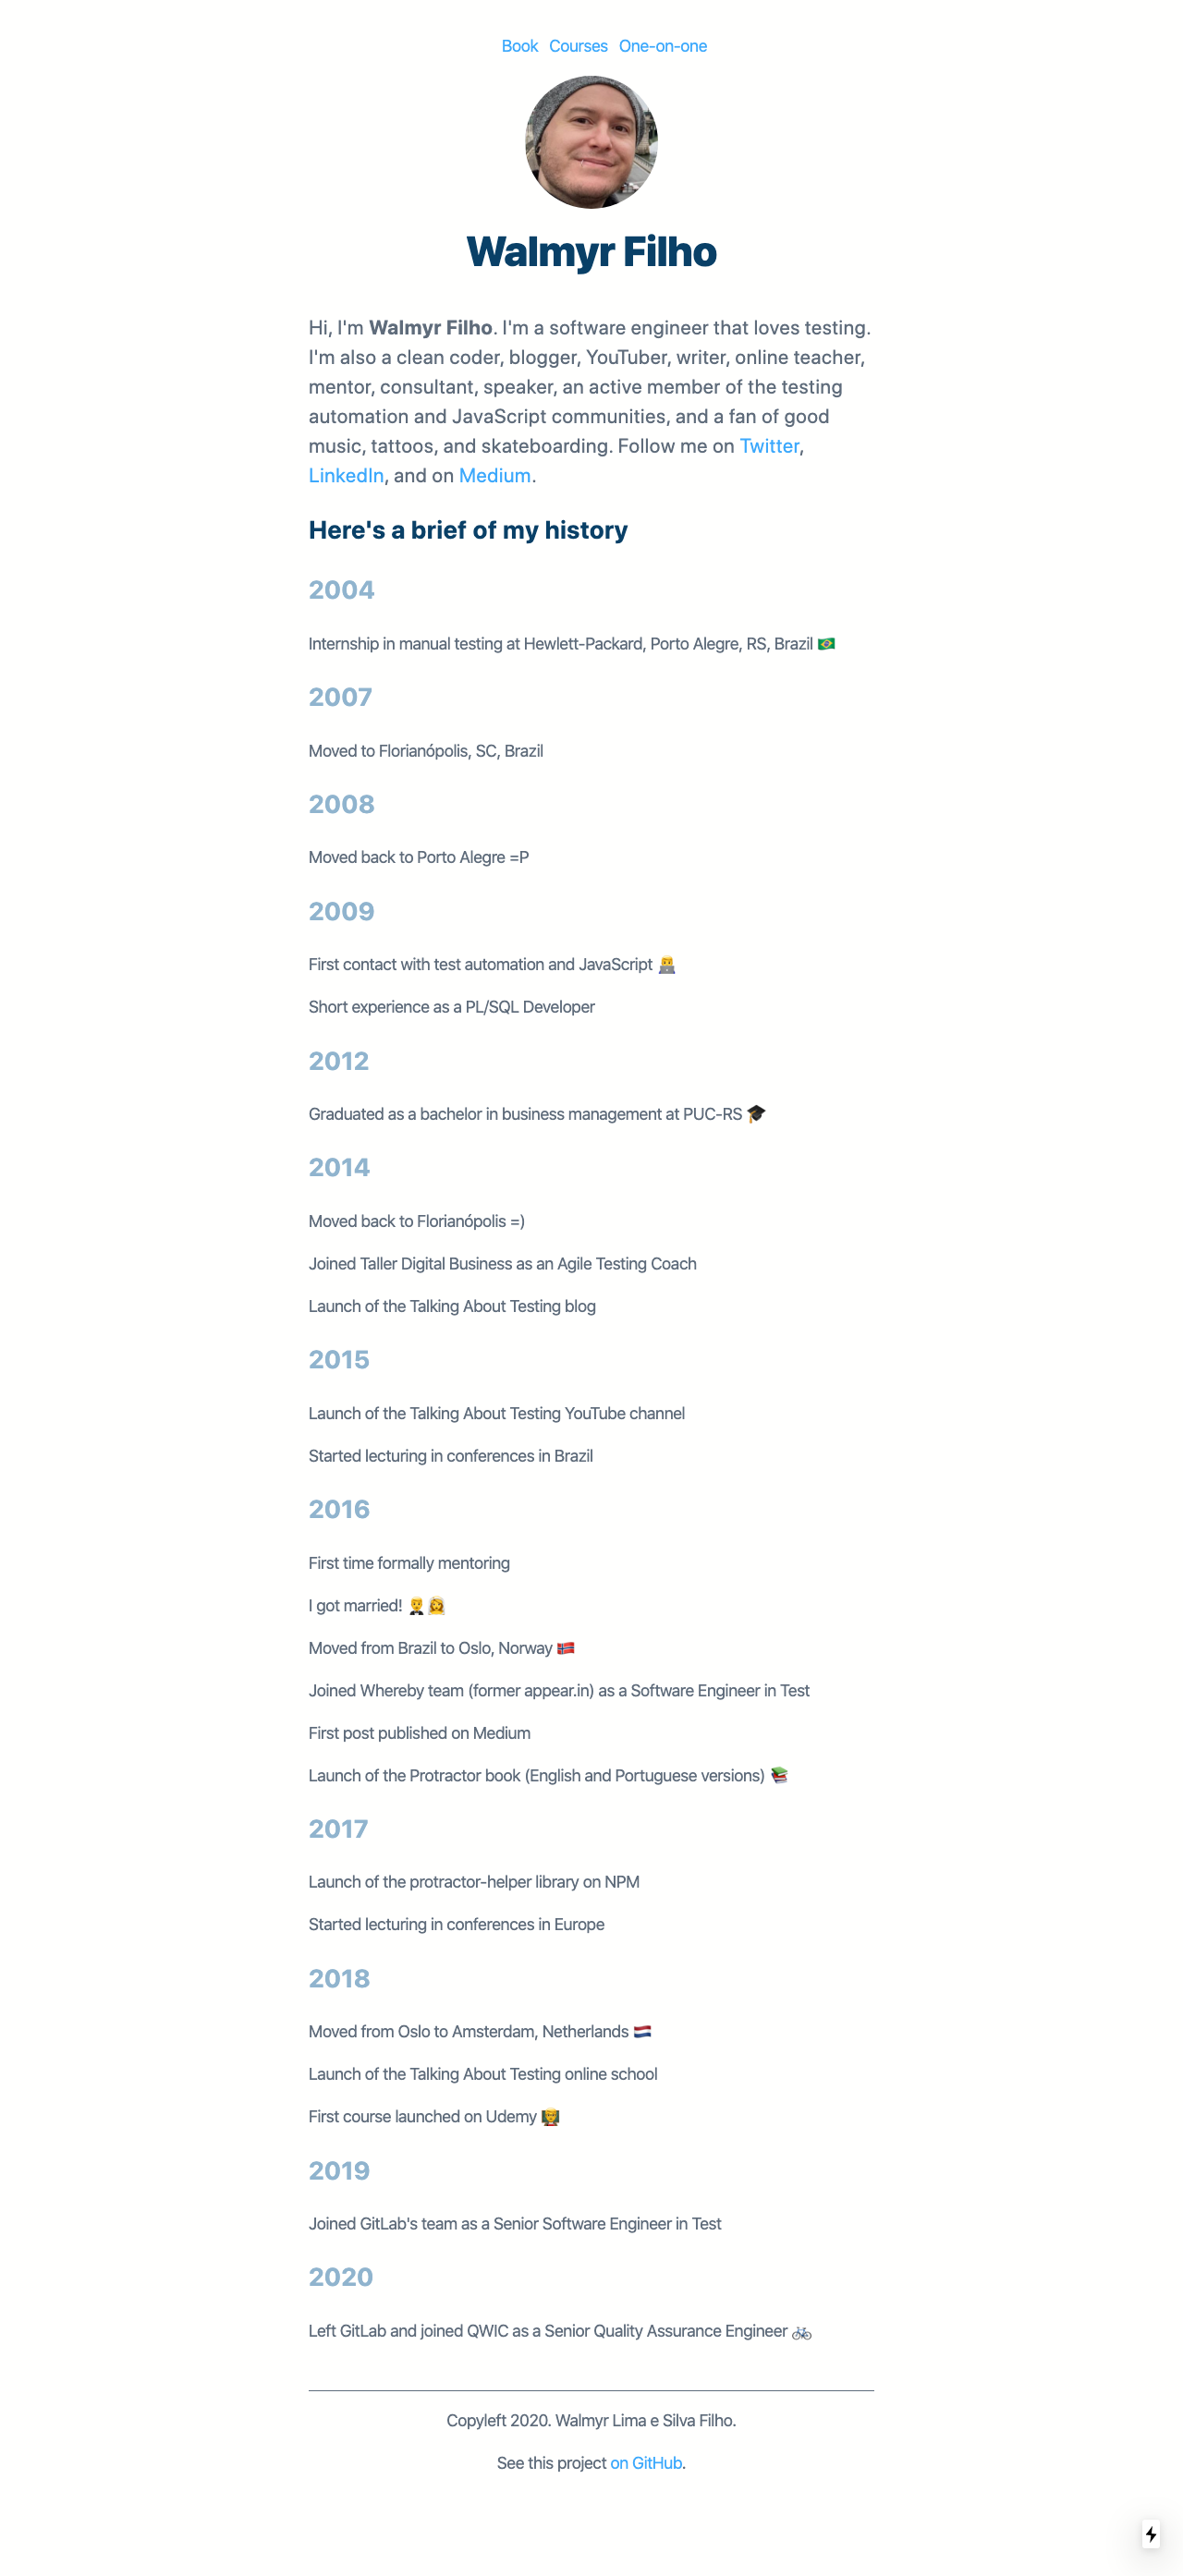 Book Courses One-on-one
Walmyr Filho
Hi, I'm Walmyr Filho. I'm a software engineer that loves testing.
I'm also a clean coder, blogger, YouTuber, writer, online teacher,
mentor, consultant, speaker, an active member of the testing
automation and JavaScript communities, and a fan of good
music, tattoos, and skateboarding. Follow me on Twitter,
LinkedIn, and on Medium.
Here's a brief of my history
2004
Internship in manual testing at Hewlett-Packard, Porto Alegre, RS, Brazil 🇧🇷
2007
Moved to Florianópolis, SC, Brazil
2008
Moved back to Porto Alegre =P
2009
First contact with test automation and JavaScript 👨‍💻
Short experience as a PL/SQL Developer
2012
Graduated as a bachelor in business management at PUC-RS 🎓
2014
Moved back to Florianópolis =)
Joined Taller Digital Business as an Agile Testing Coach
Launch of the Talking About Testing blog
2015
Launch of the Talking About Testing YouTube channel
Started lecturing in conferences in Brazil
2016
First time formally mentoring
I got married! 🤵👰
Moved from Brazil to Oslo, Norway 🇳🇴
Joined Whereby team (former appear.in) as a Software Engineer in Test
First post published on Medium
Launch of the Protractor book (English and Portuguese versions) 📚
2017
Launch of the protractor-helper library on NPM
Started lecturing in conferences in Europe
2018
Moved from Oslo to Amsterdam, Netherlands 🇳🇱
Launch of the Talking About Testing online school
First course launched on Udemy 👨‍🏫
2019
Joined GitLab's team as a Senior Software Engineer in Test
2020
Left GitLab and joined QWIC as a Senior Quality Assurance Engineer 🚲
Copyleft 2020. Walmyr Lima e Silva Filho.
See this project on GitHub.